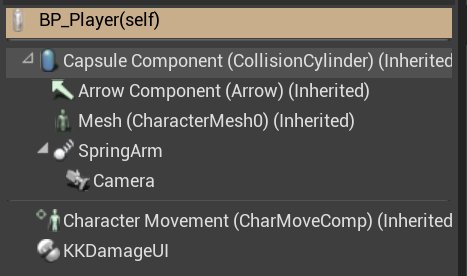 BP_Player(self)
Capsule Component (CollisionCylinder) (Inherited
Arrow Component (Arrow) (Inherited)
Mesh (CharacterMesh0) (Inherited)
SpringArm
Camera
Character Movement (CharMoveComp) (Inherited
KKDamageUI